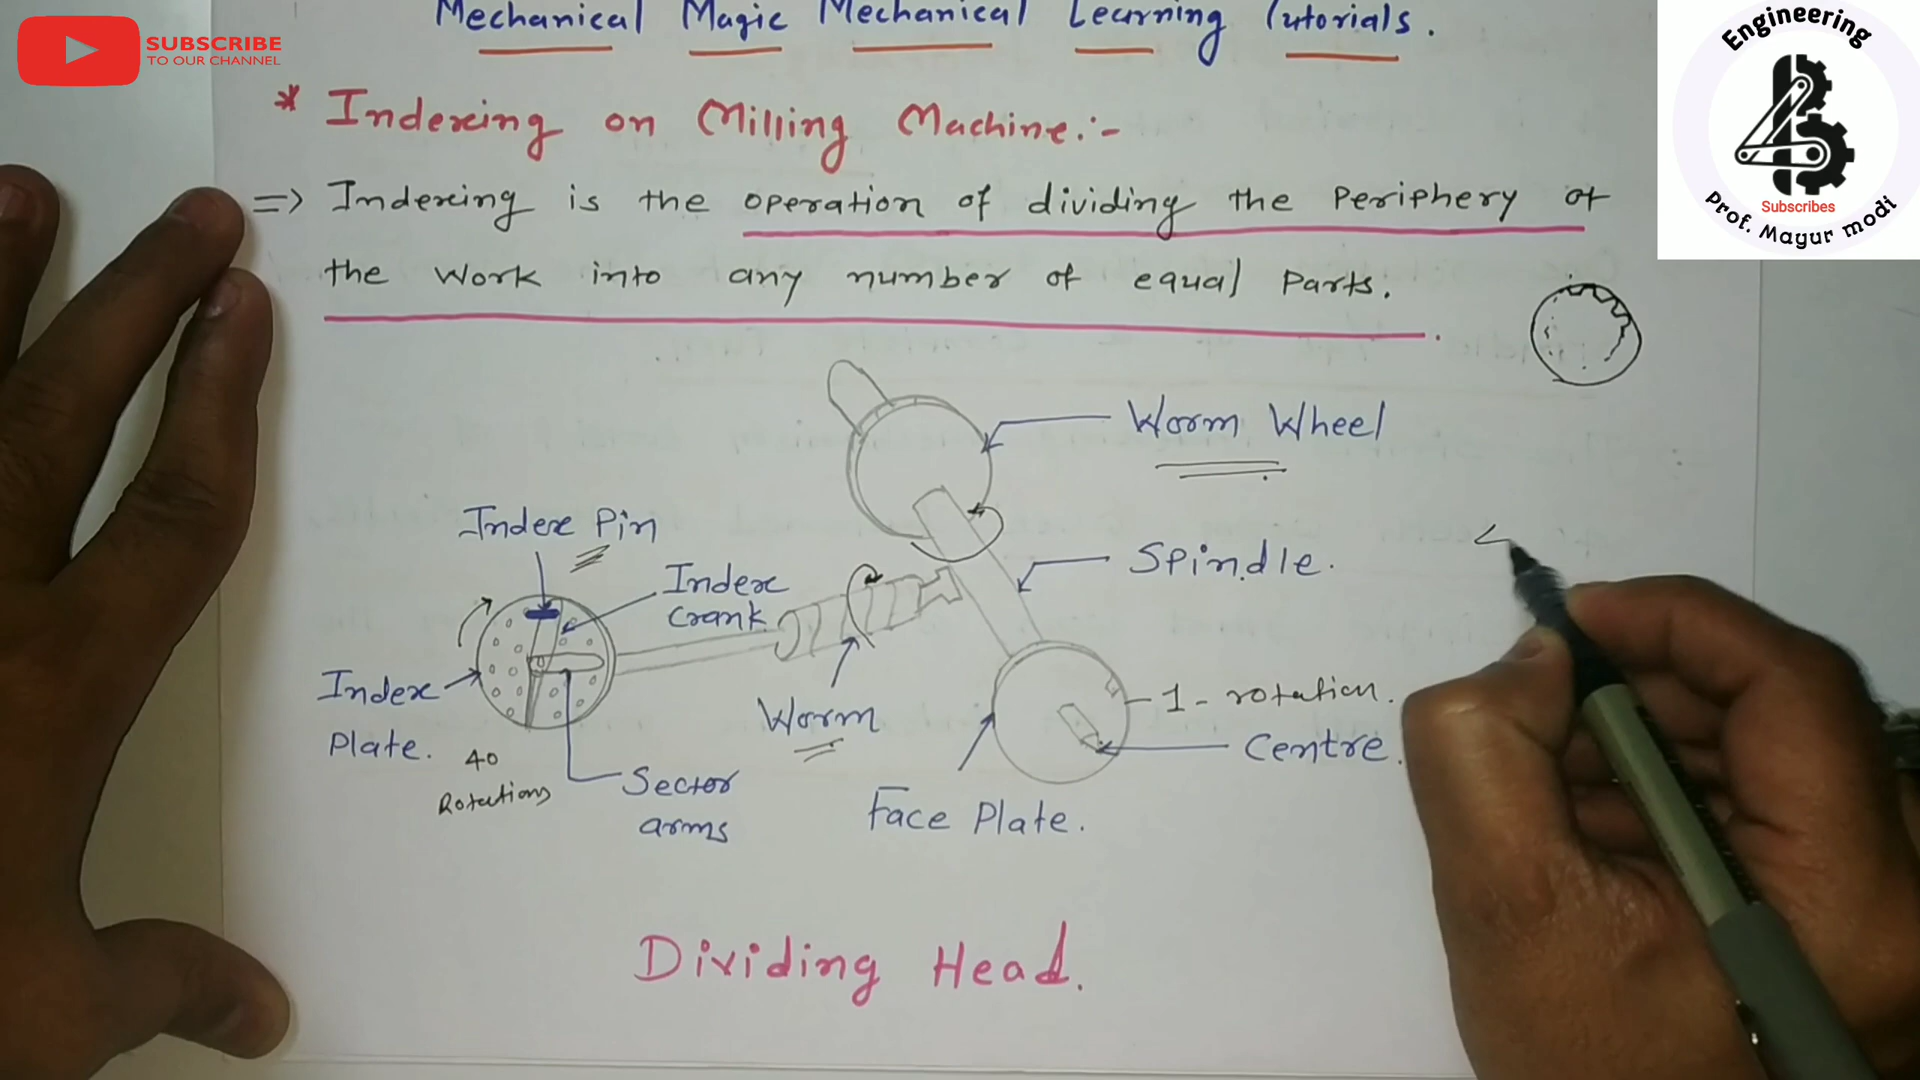 Mechanical Magic Mechanical Learning Tutorials.
SUBSCRIBE
TO OUR CHANNEL
Engineering
Subscribes
Prof. Mayur modi
* Indexing on Milling Machine:-
=> Indexing is the operation of dividing the Periphery of
the work into any number of equal Parts.
Worm Wheel
Index Pin
Index
crank
Spindle.
Index
Plate.
Worm
1 - rotation.
Centre.
40
Rotations
Sector
arms
Face Plate.
Dividing Head.